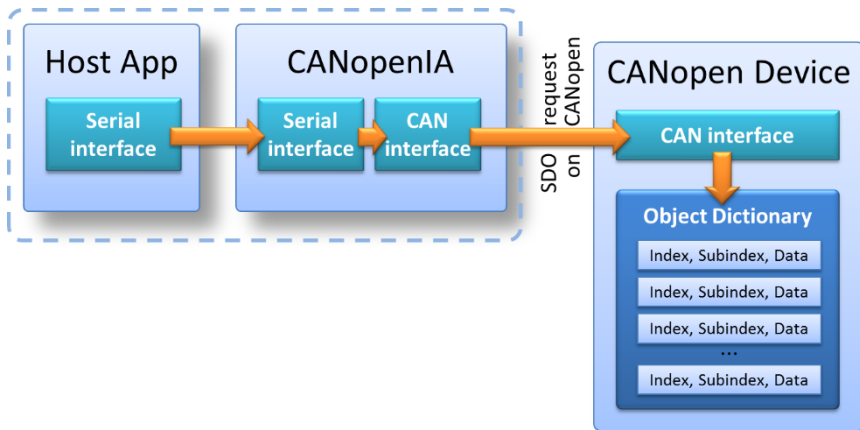 Host App
Serial
interface
CANopenIA
Serial
interface
CAN
interface
SDO request
on CANopen
CANopen Device
CAN interface
Object Dictionary
Index, Subindex, Data
Index, Subindex, Data
Index, Subindex, Data
...
Index, Subindex, Data